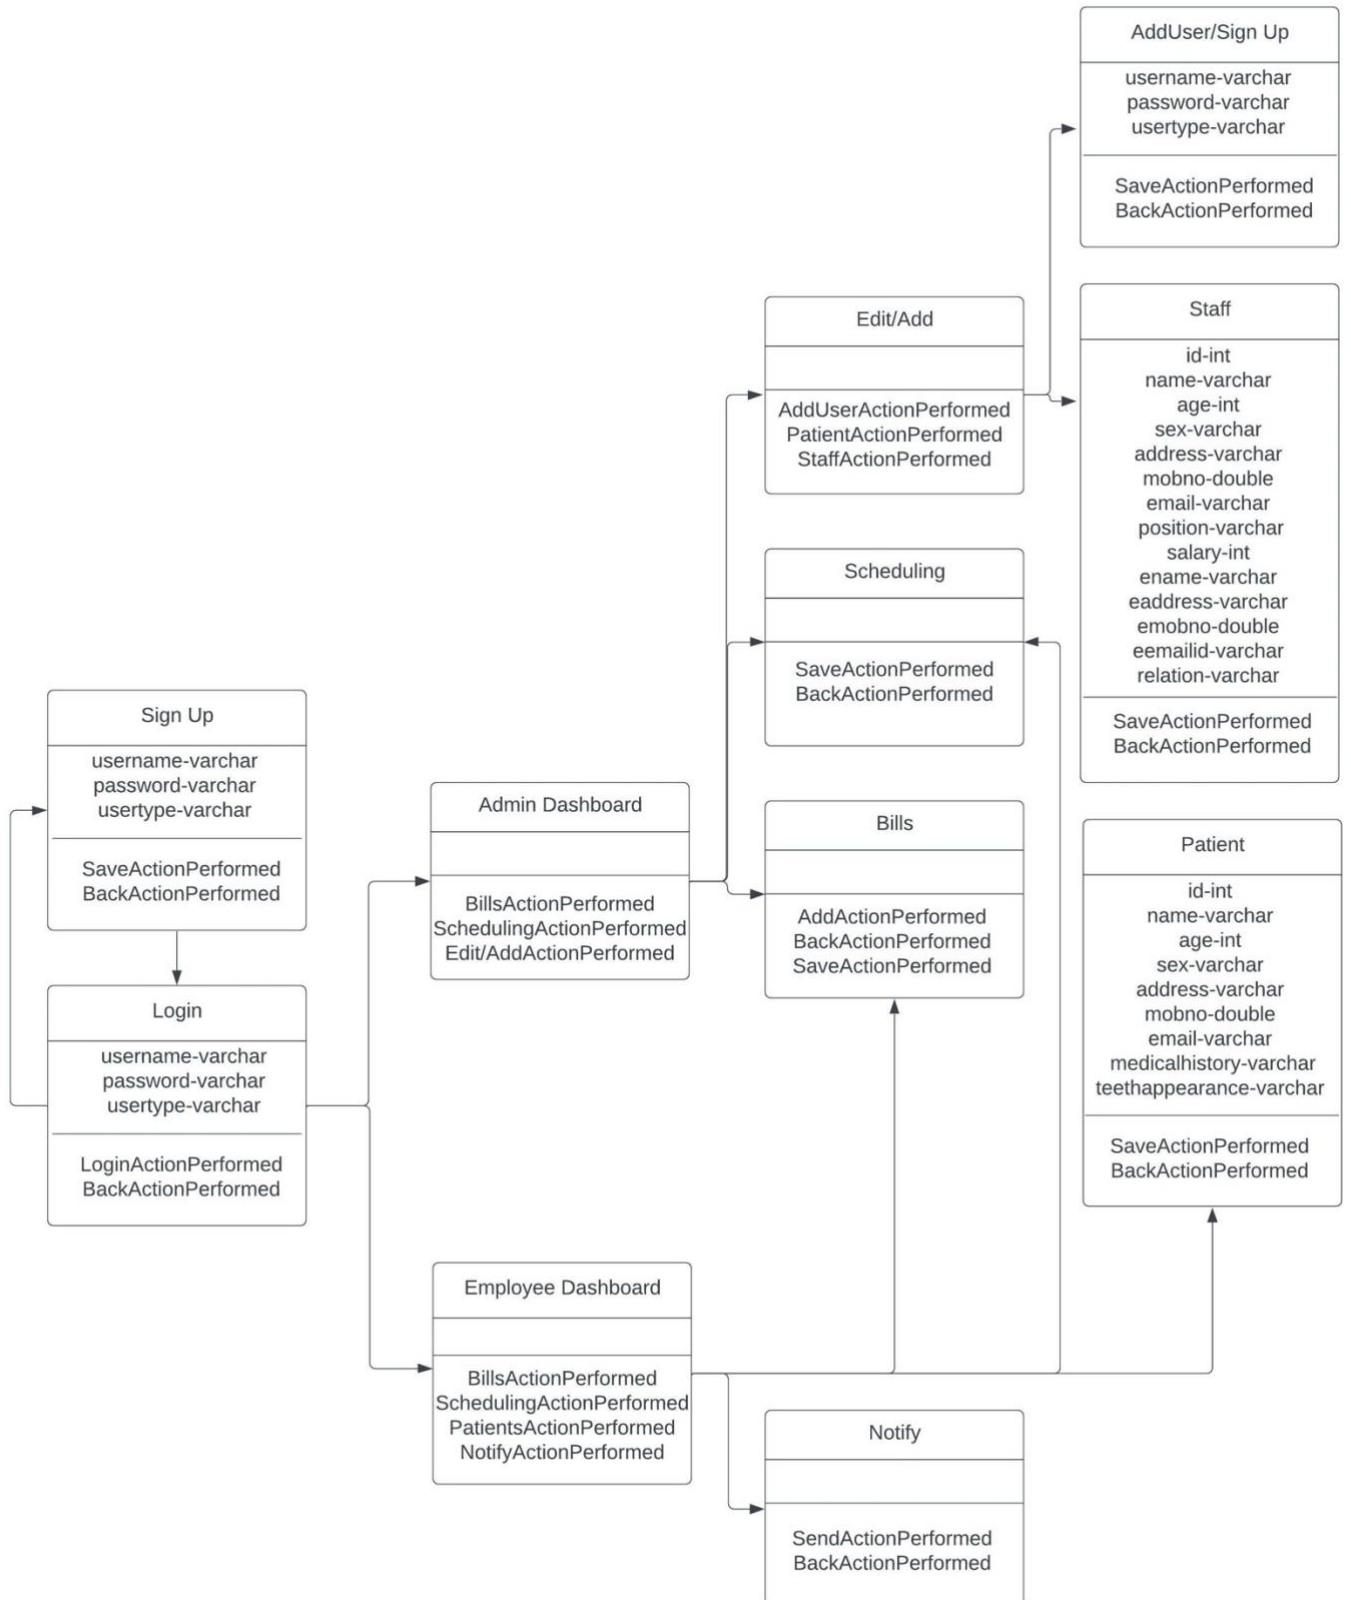 AddUser/Sign Up
username-varchar
password-varchar
usertype-varchar
SaveActionPerformed
BackActionPerformed
Edit/Add
AddUserActionPerformed
PatientActionPerformed
StaffActionPerformed
Staff
id-int
name-varchar
age-int
sex-varchar
address-varchar
mobno-double
email-varchar
position-varchar
salary-int
ename-varchar
eaddress-varchar
emobno-double
eemailid-varchar
relation-varchar
SaveActionPerformed
BackActionPerformed
Scheduling
SaveActionPerformed
BackActionPerformed
Sign Up
username-varchar
password-varchar
usertype-varchar
SaveActionPerformed
BackActionPerformed
Admin Dashboard
BillsActionPerformed
SchedulingActionPerformed
Edit/AddActionPerformed
Bills
AddActionPerformed
BackActionPerformed
SaveActionPerformed
Patient
id-int
name-varchar
age-int
sex-varchar
address-varchar
mobno-double
email-varchar
medicalhistory-varchar
teethappearance-varchar
SaveActionPerformed
BackActionPerformed
Login
username-varchar
password-varchar
usertype-varchar
LoginActionPerformed
BackActionPerformed
Employee Dashboard
BillsActionPerformed
SchedulingActionPerformed
PatientsActionPerformed
NotifyActionPerformed
Notify
SendActionPerformed
BackActionPerformed